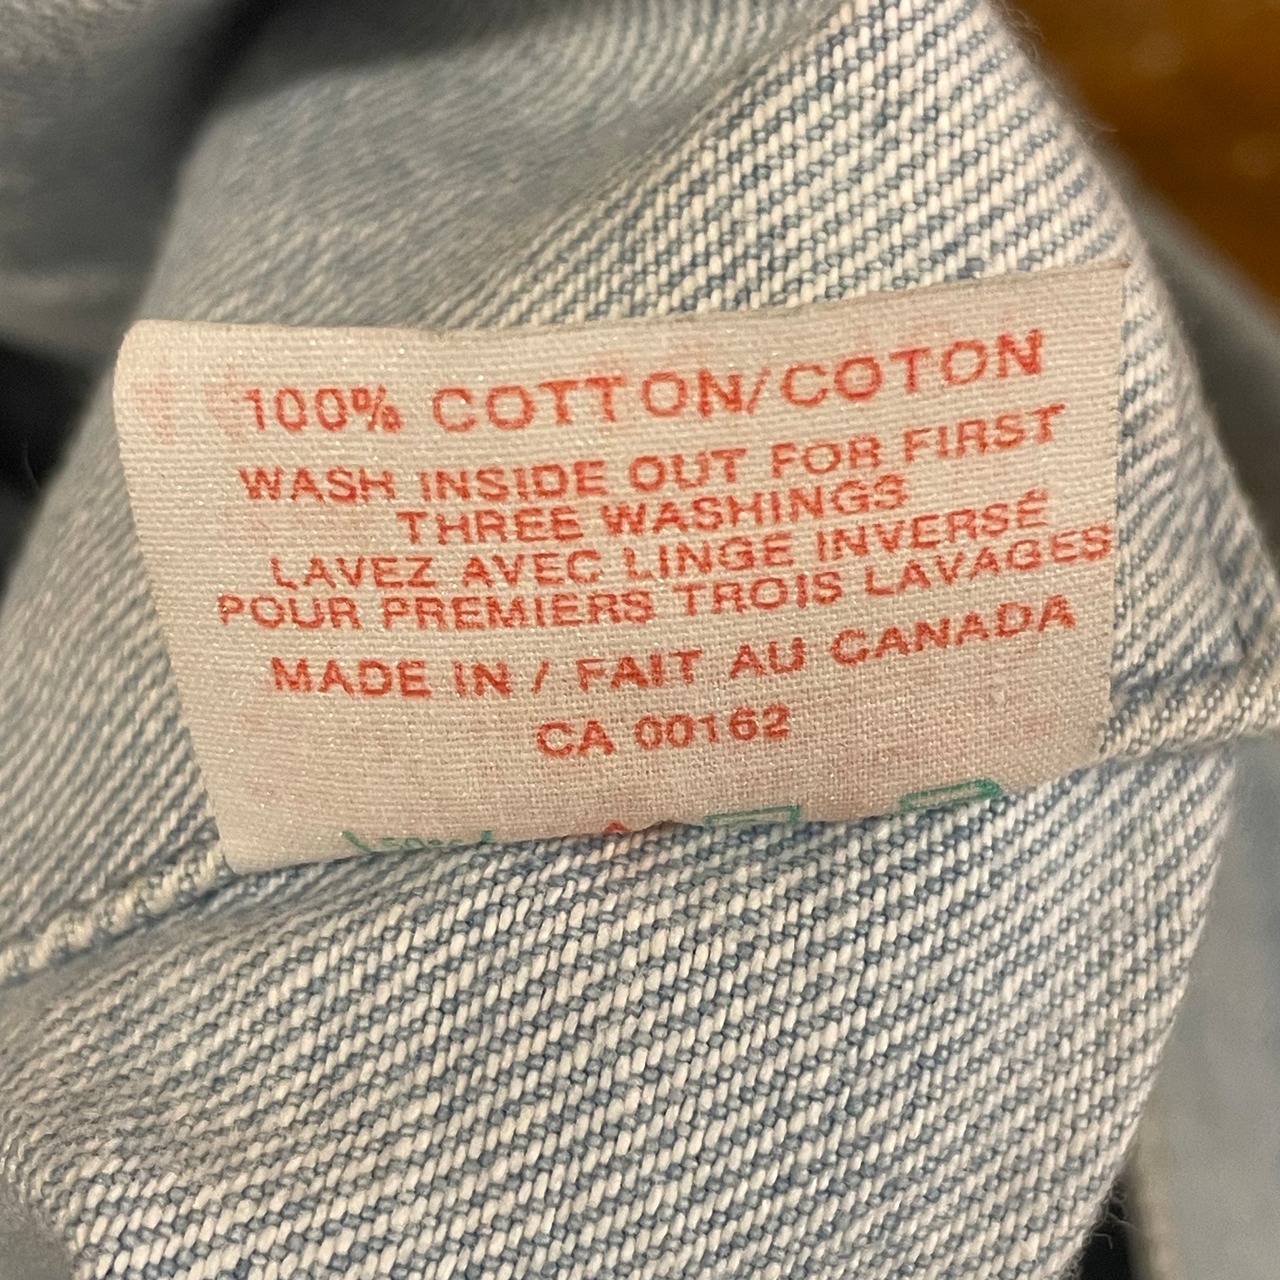 100% COTTON/COTON
WASH INSIDE OUT FOR FIRST
THREE WASHINGS
LAVEZ AVEC LINGE INVERSÉ
POUR PREMIERS TROIS LAVAGES
MADE IN / FAIT AU CANADA
CA 00162